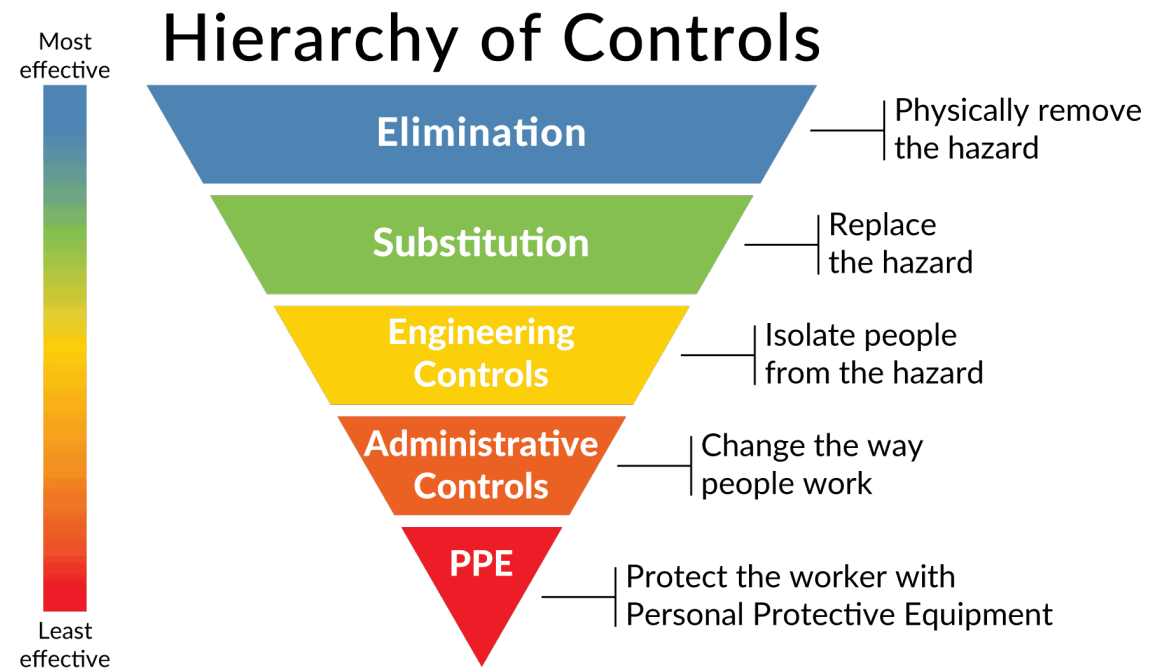 Hierarchy of Controls
Most
effective
Elimination
Physically remove
the hazard
Substitution
Replace
the hazard
Engineering
Controls
Isolate people
from the hazard
Administrative
Controls
Change the way
people work
PPE
Protect the worker with
Personal Protective Equipment
Least
effective